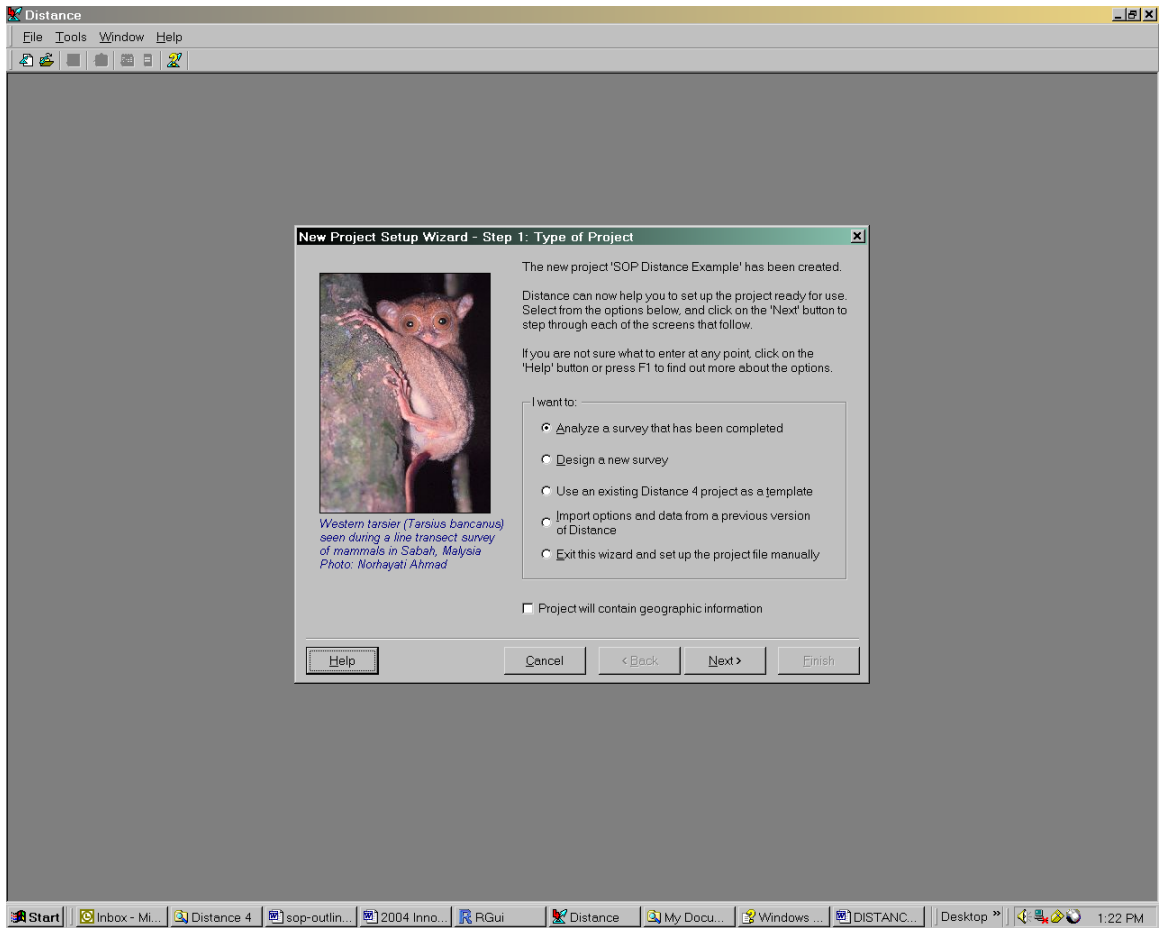 Distance
File Tools Window Help
New Project Setup Wizard - Step 1: Type of Project
The new project 'SOP Distance Example' has been created.
Distance can now help you to set up the project ready for use.
Select from the options below, and click on the 'Next' button to
step through each of the screens that follow.
If you are not sure what to enter at any point, click on the
'Help' button or press F1 to find out more about the options.
I want to:
Analyze a survey that has been completed
Design a new survey
Use an existing Distance 4 project as a template
Import options and data from a previous version
of Distance
Exit this wizard and set up the project file manually
Western tarsier (Tarsius bancanus)
seen during a line transect survey
of mammals in Sabah, Malysia
Photo: Norhayati Ahmad
Project will contain geographic information
Help Cancel < Back Next > Finish
Start Inbox - Mi... Distance 4 sop-outlin... 2004 Inno... RGui Distance My Docu... Windows ... DISTANC... Desktop » 1:22 PM